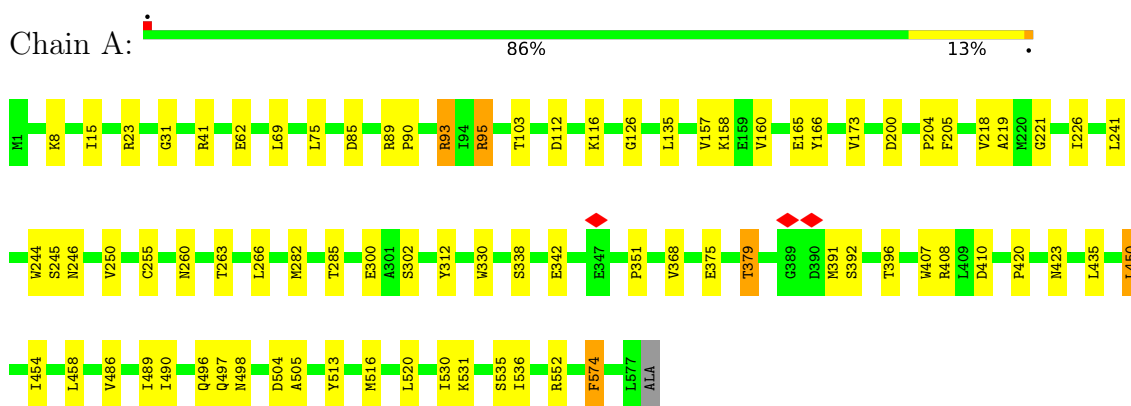 Chain A:
86% 13%
M1 K8 I15 R23 G31 R41 E62 L69 L75 D85 R89 P90 R93 I94 R95 T103 D112 K116 G126 L135 V157 K158 E159 V160 E165 Y166 V173 D200 P204 F205 V218 A219 M220 G221 I226 L241
W244 S245 N246 V250 C255 N260 T263 L266 M282 T285 E300 A301 S302 Y312 W330 S338 E342 E347 P351 V368 E375 T379 G389 D390 M391 S392 T396 W407 R408 L409 D410 P420 N423 L435 L450
I454 L458 V486 I489 I490 Q496 Q497 N498 D504 A505 Y513 M516 L520 I530 K531 S535 I536 R552 F574 L577 ALA